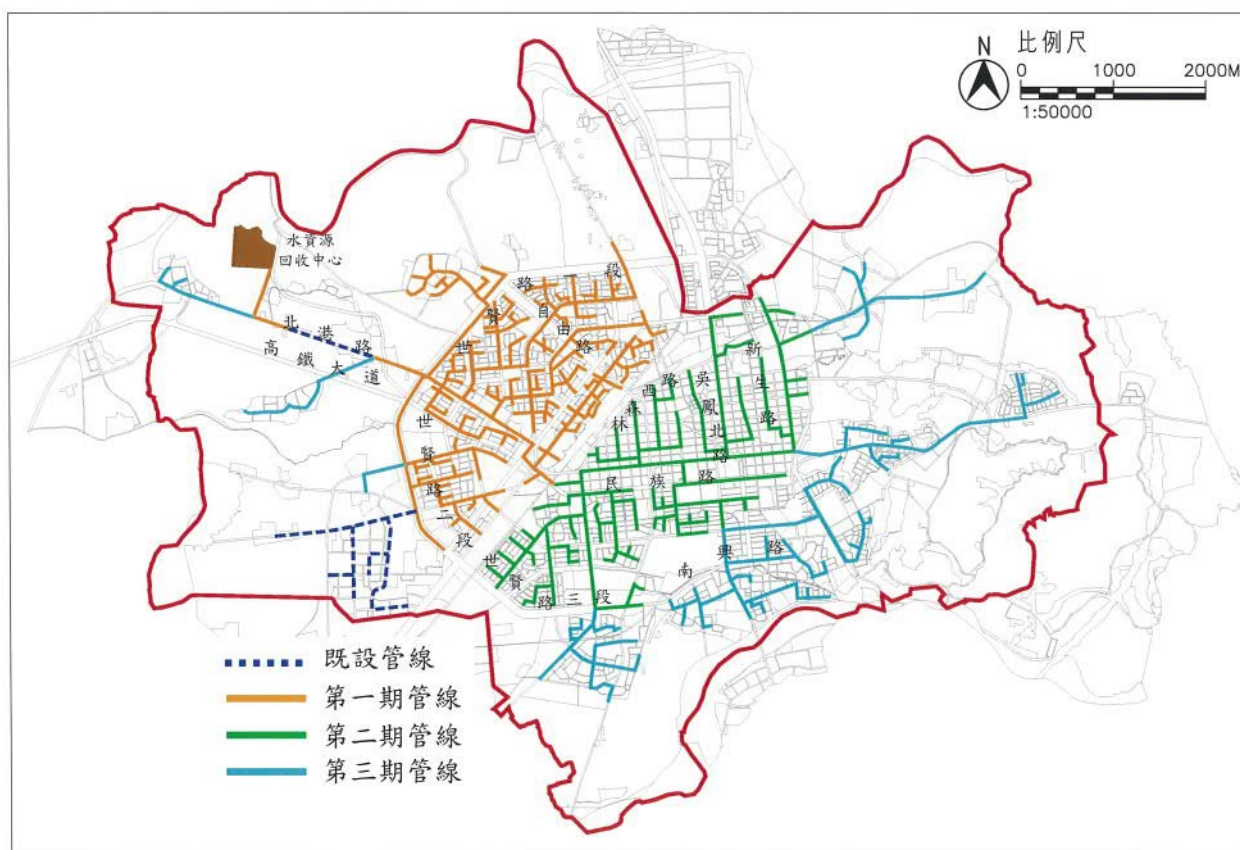 N
比例尺
0 1000 2000M
1:50000
水資源
回收中心
北港路
高鐵大道
世賢路一段
自由路
世賢路二段
世賢路三段
林森西路
吳鳳北路
新生路
民族路
南興路
既設管線
第一期管線
第二期管線
第三期管線